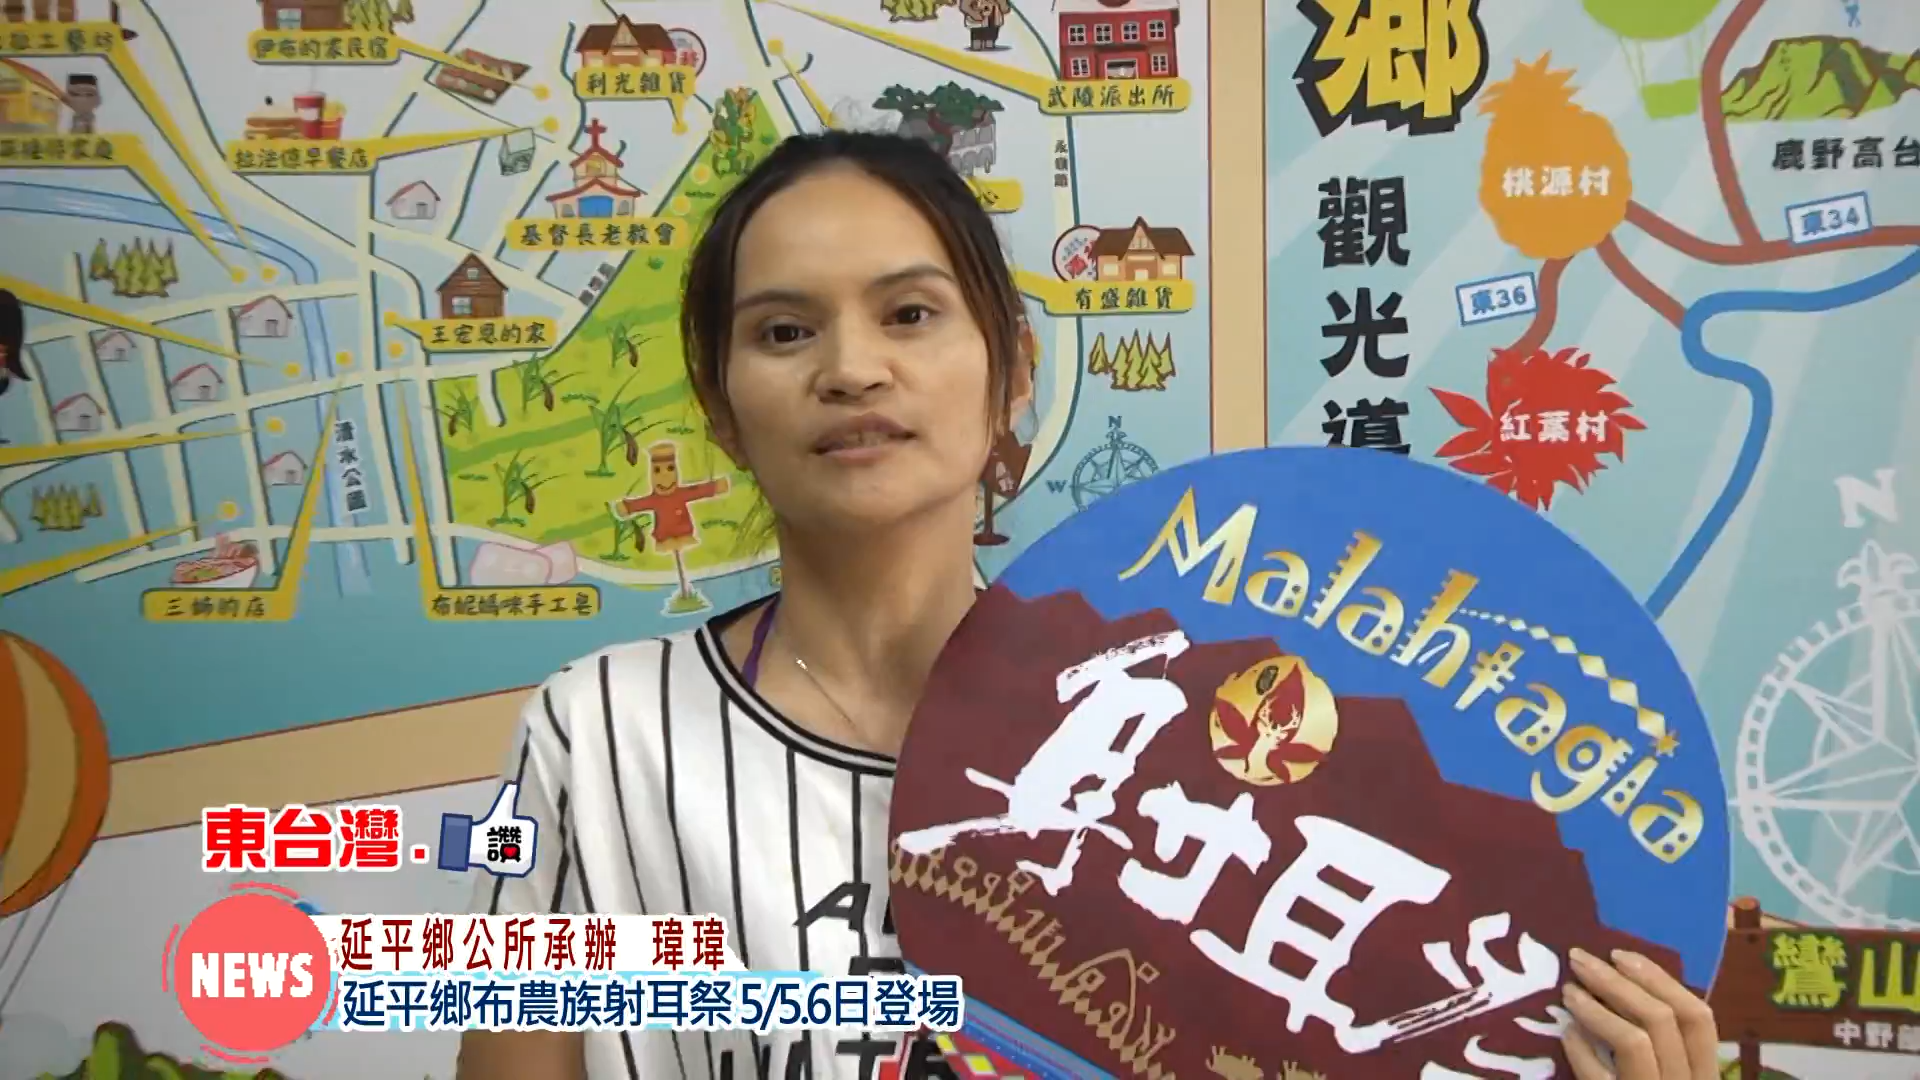 伊布的家民宿
利光雜貨
武陵派出所
拉法傳早餐店
基督長老教會
王宏恩的家
有盛雜貨
三姊的店
布妮媽咪手工皂
清水公園
心
N
W
鄉
觀光導
桃源村
鹿野高台
東34
東36
紅葉村
N
Malahtagia
射耳祭
東台灣.讚
NEWS
延平鄉公所承辦 瑋瑋
延平鄉布農族射耳祭 5/5.6日登場
鸞山